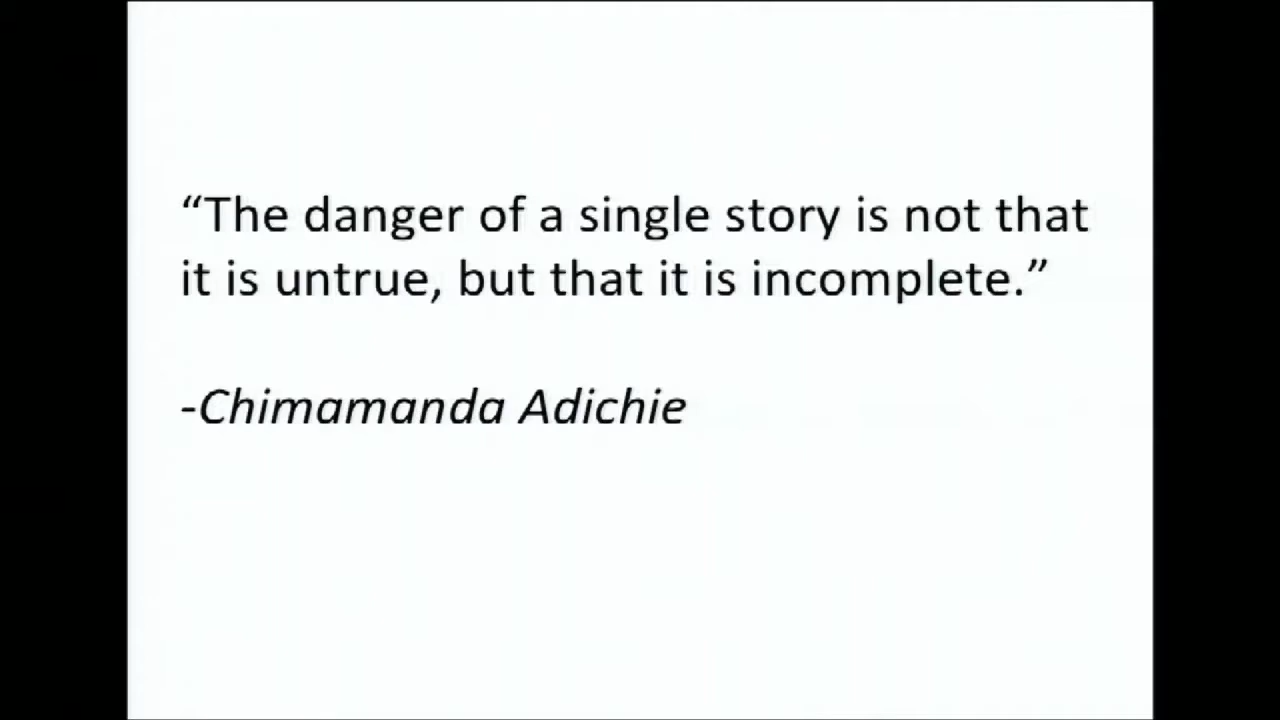 “The danger of a single story is not that
it is untrue, but that it is incomplete.”
-Chimamanda Adichie